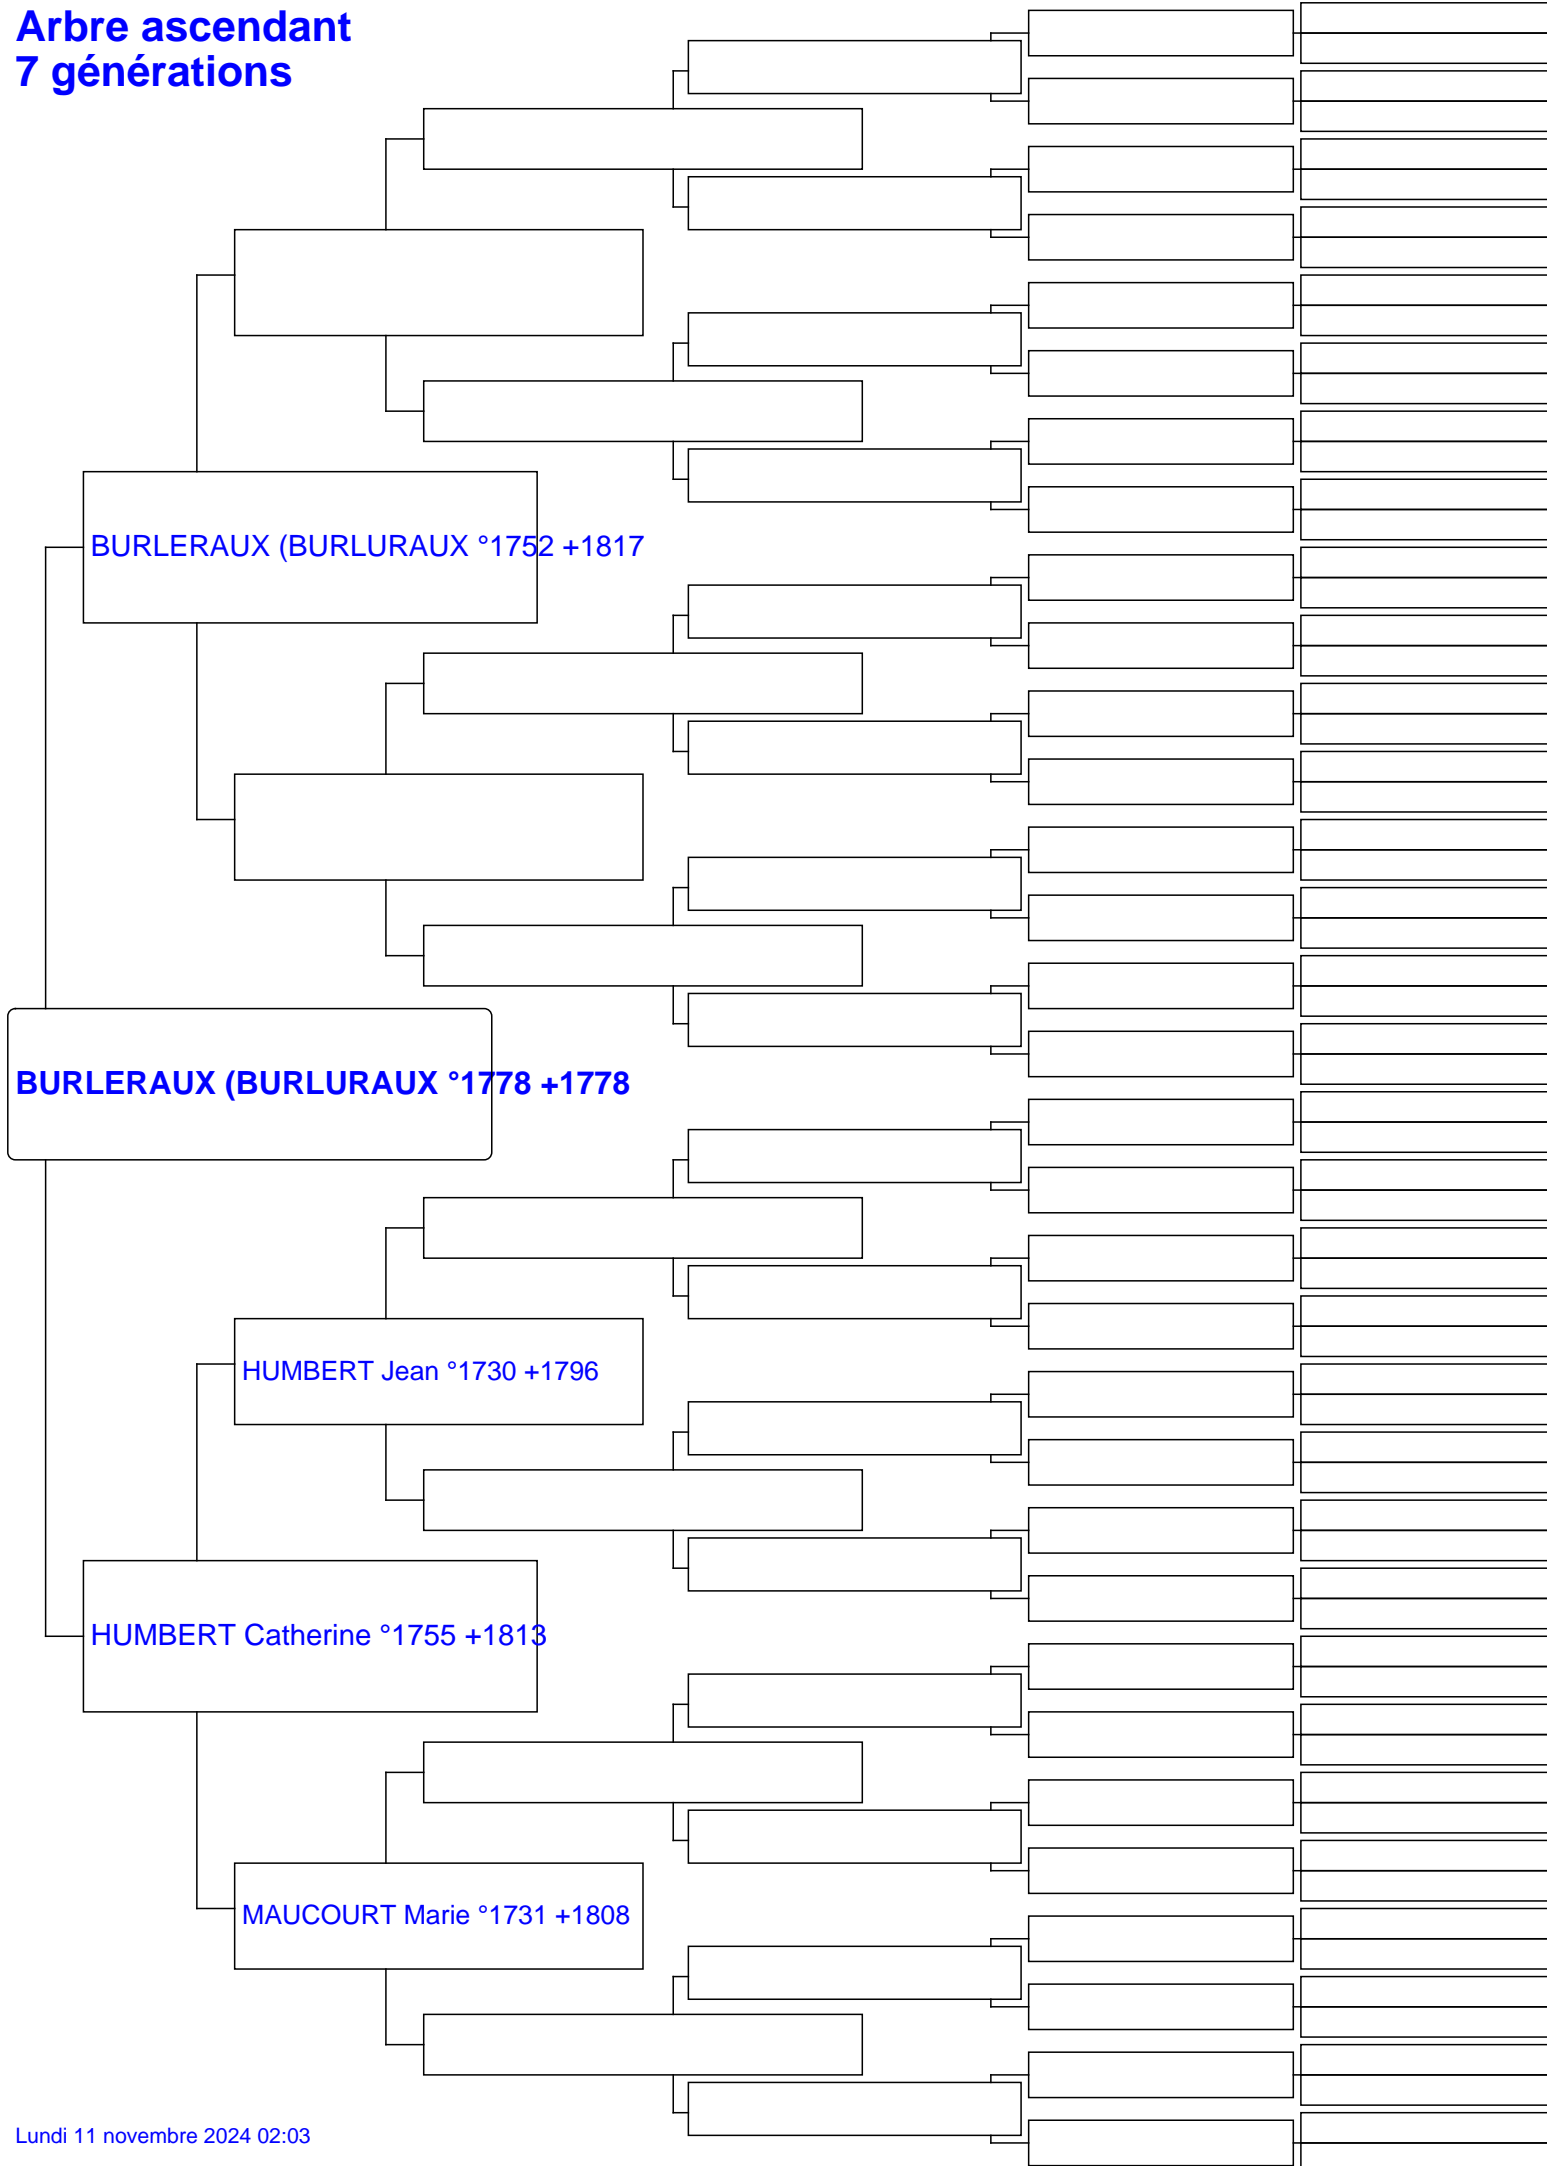 Arbre ascendant
7 générations
BURLERAUX (BURLURAUX °1752 +1817
BURLERAUX (BURLURAUX °1778 +1778
HUMBERT Jean °1730 +1796
HUMBERT Catherine °1755 +1813
MAUCOURT Marie °1731 +1808
Lundi 11 novembre 2024 02:03